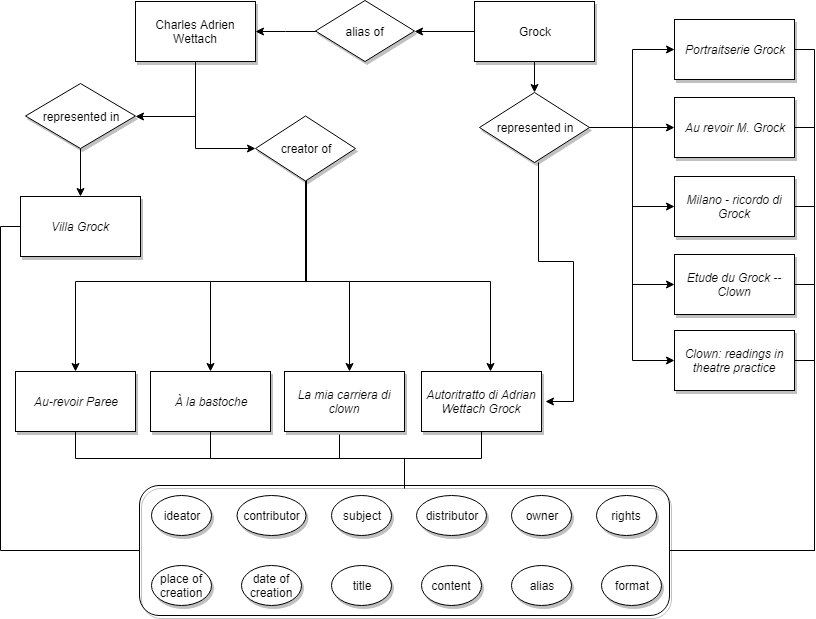 Charles Adrien
Wettach
alias of
Grock
represented in
creator of
represented in
Portraitserie Grock
Au revoir M. Grock
Milano - ricordo di
Grock
Etude du Grock --
Clown
Clown: readings in
theatre practice
Villa Grock
Au-revoir Paree
À la bastoche
La mia carriera di
clown
Autoritratto di Adrian
Wettach Grock
ideator
contributor
subject
distributor
owner
rights
place of
creation
date of
creation
title
content
alias
format